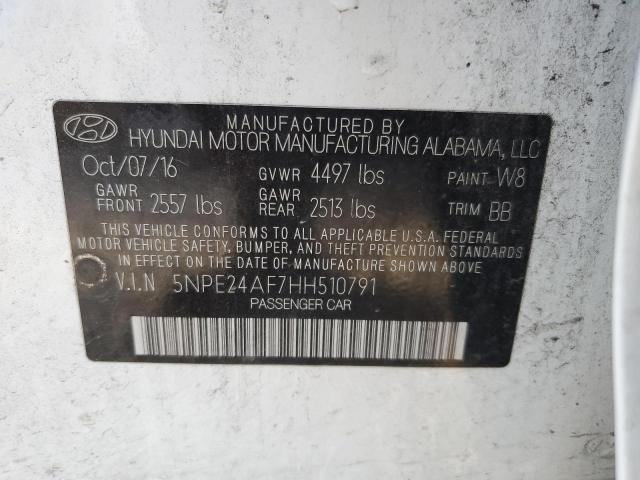 MANUFACTURED BY
HYUNDAI MOTOR MANUFACTURING ALABAMA, LLC
Oct/07/16 GVWR 4497 lbs PAINT W8
GAWR FRONT 2557 lbs GAWR REAR 2513 lbs TRIM BB
THIS VEHICLE CONFORMS TO ALL APPLICABLE U.S.A. FEDERAL
MOTOR VEHICLE SAFETY, BUMPER, AND THEFT PREVENTION STANDARDS
IN EFFECT ON THE DATE OF MANUFACTURE SHOWN ABOVE.
V.I.N 5NPE24AF7HH510791
PASSENGER CAR